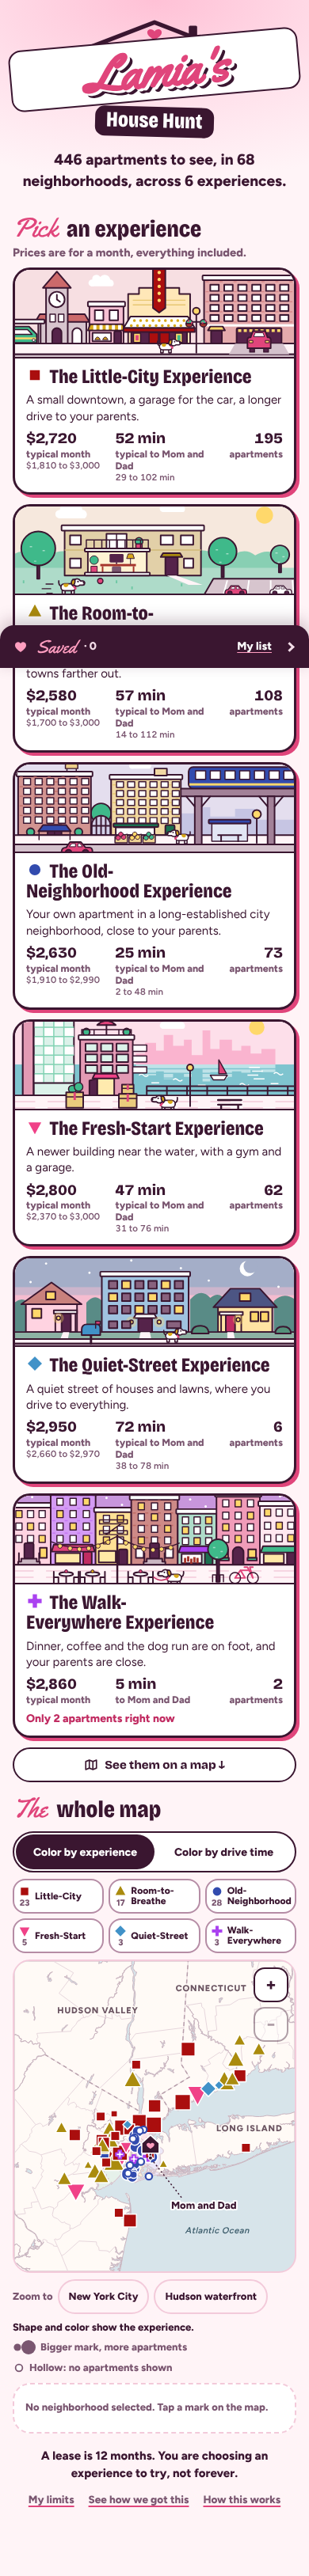 Lamia's
House Hunt
446 apartments to see, in 68
neighborhoods, across 6 experiences.
Pick an experience
Prices are for a month, everything included.
The Little-City Experience
A small downtown, a garage for the car, a longer
drive to your parents.
$2,720 52 min 195
typical month typical to Mom and Dad apartments
$1,810 to $3,000 29 to 102 min
The Room-to-
Saved · 0 My list
towns farther out.
$2,580 57 min 108
typical month typical to Mom and Dad apartments
$1,700 to $3,000 14 to 112 min
The Old-
Neighborhood Experience
Your own apartment in a long-established city
neighborhood, close to your parents.
$2,630 25 min 73
typical month typical to Mom and Dad apartments
$1,910 to $2,990 2 to 48 min
The Fresh-Start Experience
A newer building near the water, with a gym and
a garage.
$2,800 47 min 62
typical month typical to Mom and Dad apartments
$2,370 to $3,000 31 to 76 min
The Quiet-Street Experience
A quiet street of houses and lawns, where you
drive to everything.
$2,950 72 min 6
typical month typical to Mom and Dad apartments
$2,660 to $2,970 38 to 78 min
The Walk-
Everywhere Experience
Dinner, coffee and the dog run are on foot, and
your parents are close.
$2,860 5 min 2
typical month to Mom and Dad apartments
Only 2 apartments right now
See them on a map ↓
The whole map
Color by experience Color by drive time
23 Little-City
17 Room-to-Breathe
28 Old-Neighborhood
5 Fresh-Start
3 Quiet-Street
3 Walk-Everywhere
CONNECTICUT
+
HUDSON VALLEY
−
LONG ISLAND
Mom and Dad
Atlantic Ocean
Zoom to New York City Hudson waterfront
Shape and color show the experience.
Bigger mark, more apartments
Hollow: no apartments shown
No neighborhood selected. Tap a mark on the map.
A lease is 12 months. You are choosing an
experience to try, not forever.
My limits See how we got this How this works